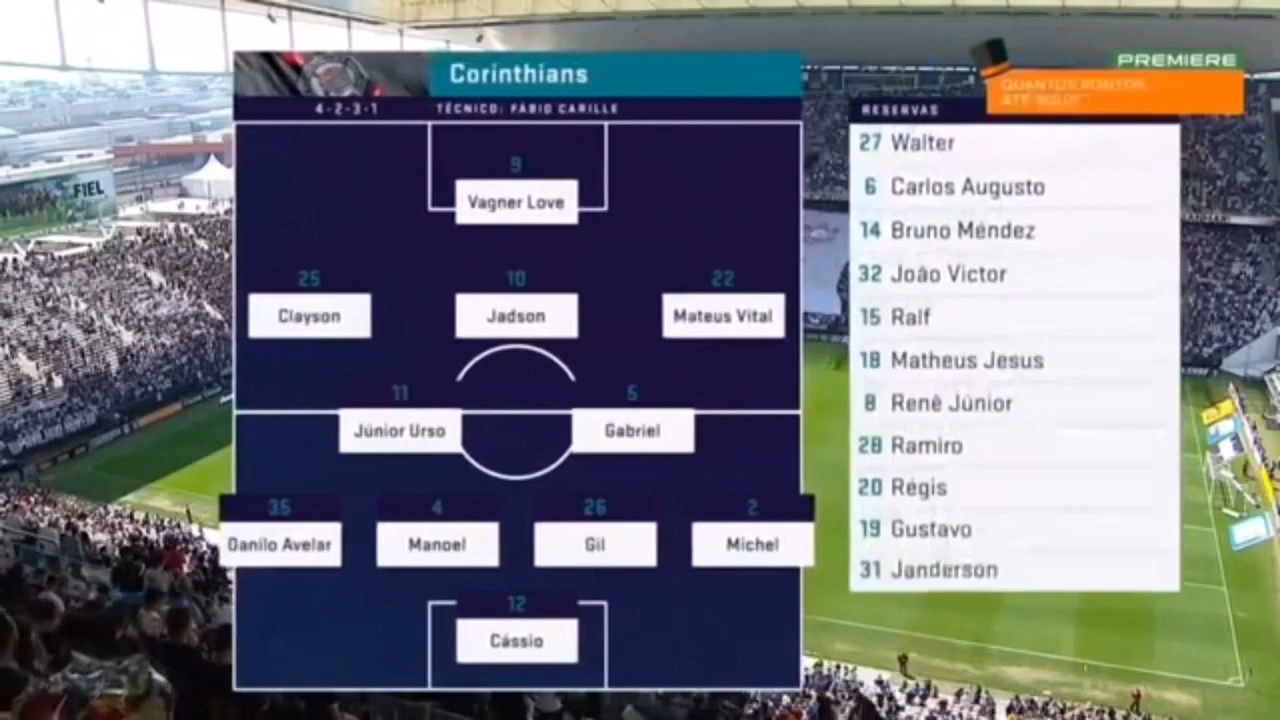 Corinthians
4-2-3-1 TÉCNICO: FÁBIO CARILLE
9
Vagner Love
25 10 22
Clayson Jadson Mateus Vital
11 5
Júnior Urso Gabriel
35 4 26 2
Danilo Avelar Manoel Gil Michel
12
Cássio
FIEL
PREMIERE
QUANTOS PONTOS
ATÉ
RESERVAS
27 Walter
6 Carlos Augusto
14 Bruno Méndez
32 João Victor
15 Ralf
18 Matheus Jesus
8 Renê Júnior
28 Ramiro
20 Régis
19 Gustavo
31 Janderson